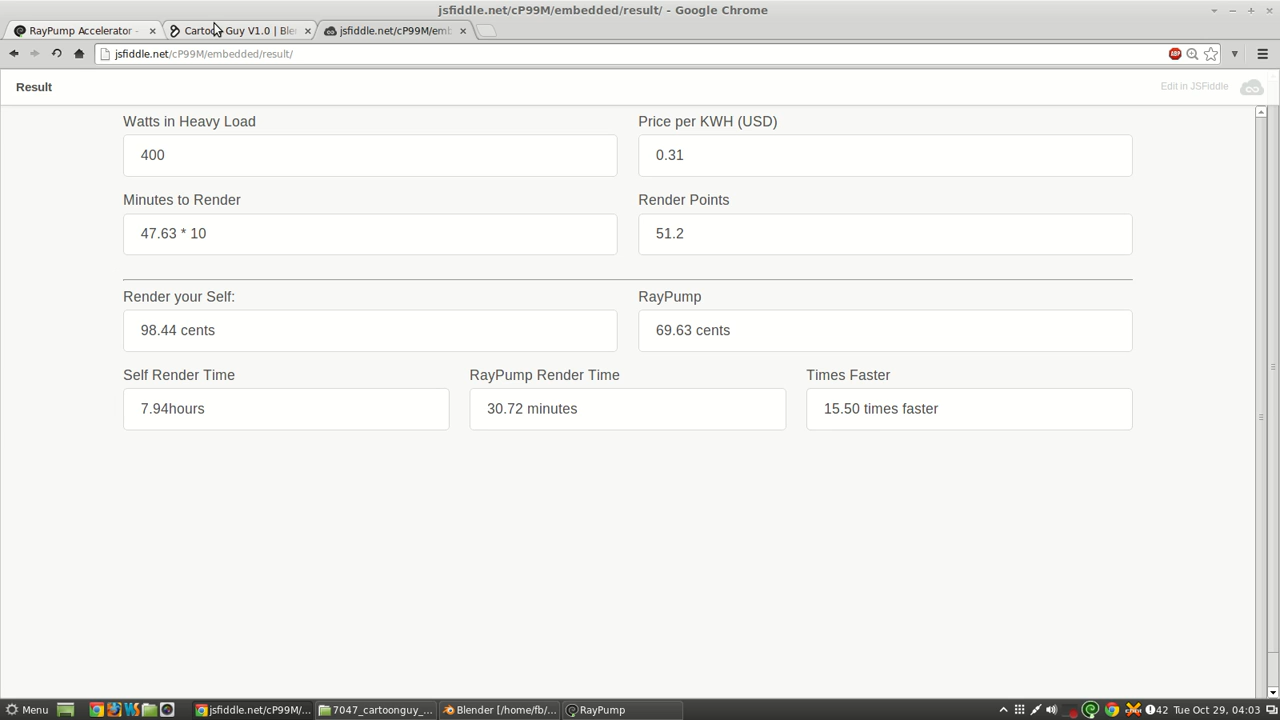 jsfiddle.net/cP99M/embedded/result/ - Google Chrome
RayPump Accelerator -
Cartoon Guy V1.0 | Ble
jsfiddle.net/cP99M/emb
jsfiddle.net/cP99M/embedded/result/
ABP
Result
Edit in JSFiddle
Watts in Heavy Load
Price per KWH (USD)
400
0.31
Minutes to Render
Render Points
47.63 * 10
51.2
Render your Self:
RayPump
98.44 cents
69.63 cents
Self Render Time
RayPump Render Time
Times Faster
7.94hours
30.72 minutes
15.50 times faster
Menu
jsfiddle.net/cP99M/...
7047_cartoonguy_...
Blender [/home/fb/...
RayPump
42 Tue Oct 29, 04:03